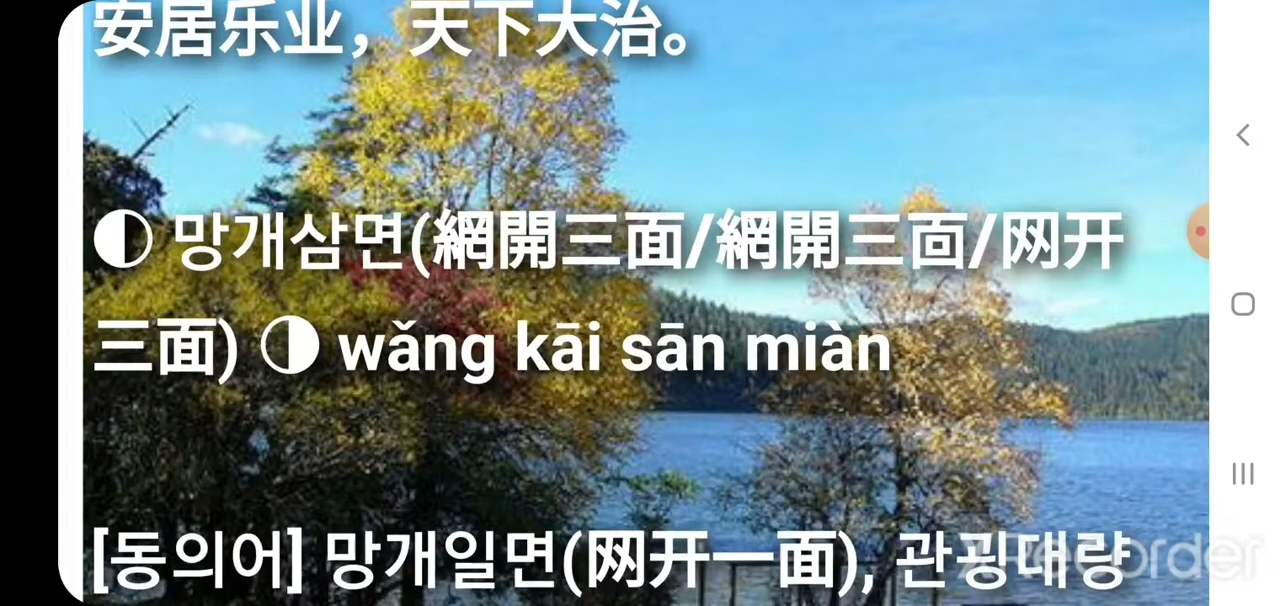 安居乐业，天下大治。
◐ 망개삼면(網開三面/網開三面/网开
三面) ◑ wǎng kāi sān miàn
[동의어] 망개일면(网开一面), 관굉대량
Recorder